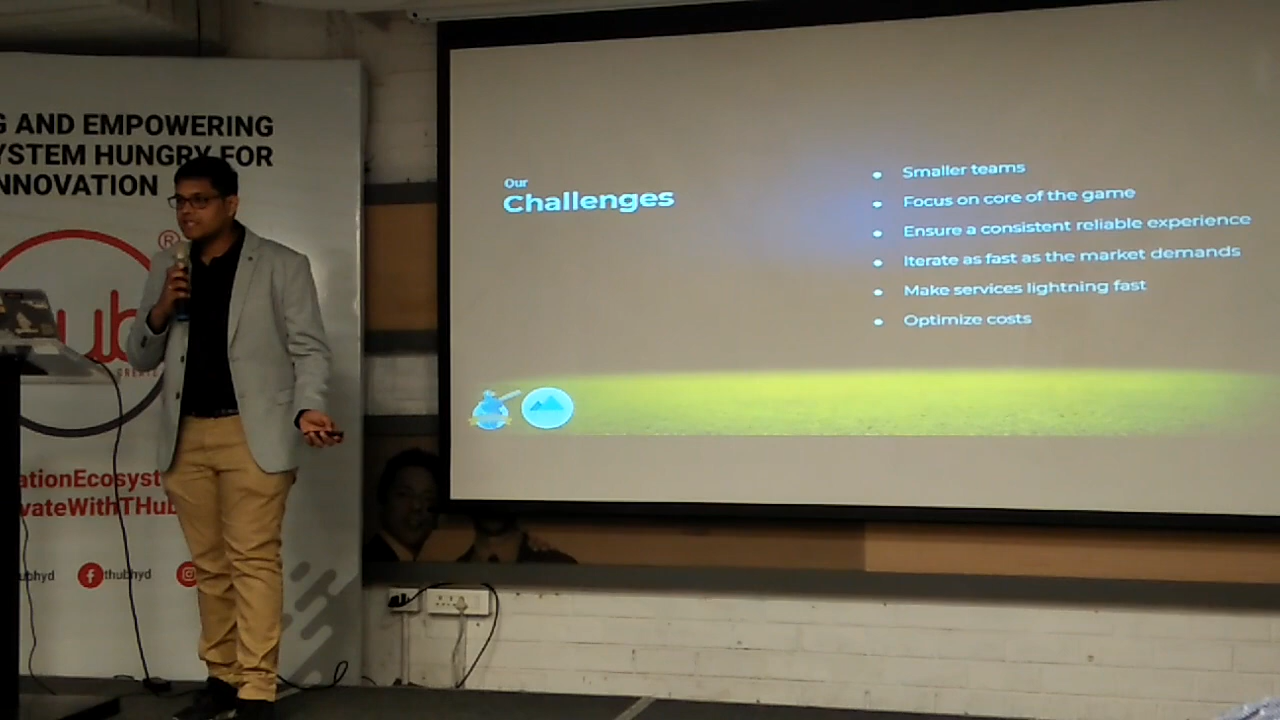 G AND EMPOWERING
YSTEM HUNGRY FOR
NNOVATION
®
ub
ationEcosyst
vateWithTHub
ubhyd
thubhyd
Our
Challenges
Smaller teams
Focus on core of the game
Ensure a consistent reliable experience
Iterate as fast as the market demands
Make services lightning fast
Optimize costs